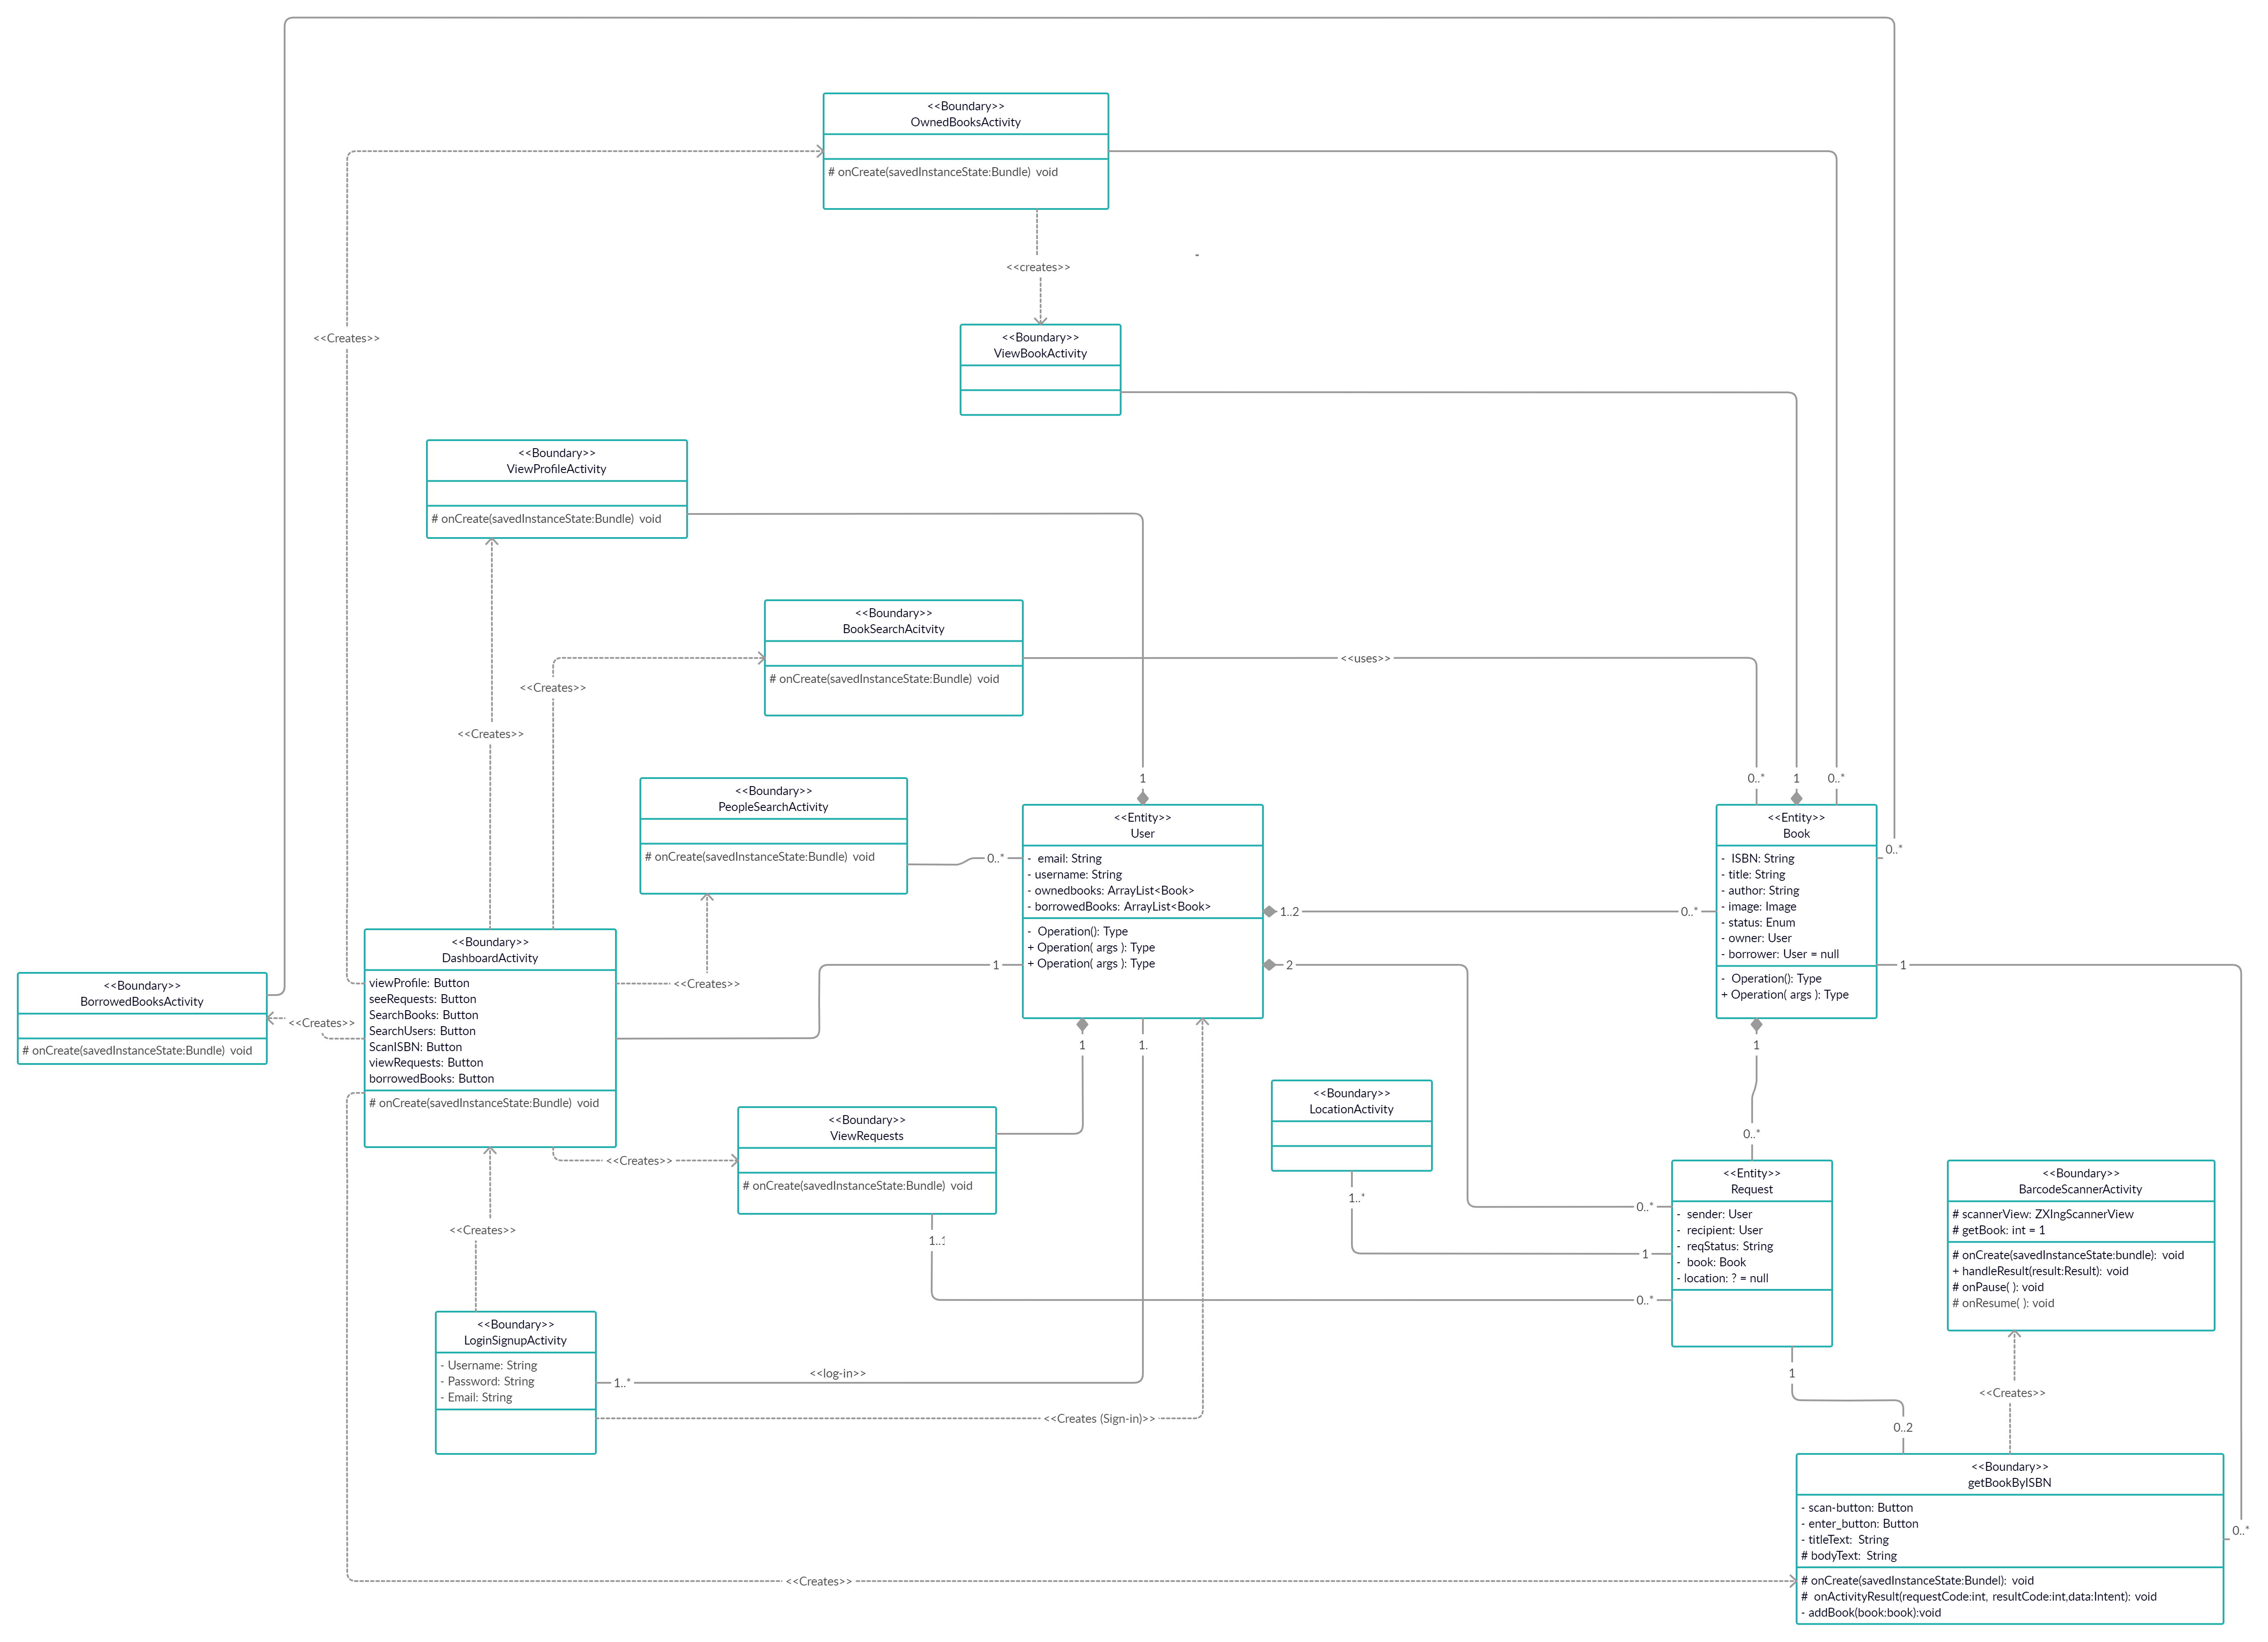 <<Boundary>>
OwnedBooksActivity
# onCreate(savedInstanceState:Bundle) void
<<creates>>
-
<<Creates>>
<<Boundary>>
ViewBookActivity
<<Boundary>>
ViewProfileActivity
# onCreate(savedInstanceState:Bundle) void
<<Boundary>>
BookSearchAcitvity
# onCreate(savedInstanceState:Bundle) void
<<uses>>
<<Creates>>
<<Creates>>
1
0..*
1
0..*
<<Boundary>>
PeopleSearchActivity
# onCreate(savedInstanceState:Bundle) void
0..*
<<Entity>>
User
- email: String
- username: String
- ownedbooks: ArrayList<Book>
- borrowedBooks: ArrayList<Book>
- Operation(): Type
+ Operation( args ): Type
+ Operation( args ): Type
1..2
0..*
2
1
<<Entity>>
Book
- ISBN: String
- title: String
- author: String
- image: Image
- status: Enum
- owner: User
- borrower: User = null
- Operation(): Type
+ Operation( args ): Type
0..*
1
<<Boundary>>
DashboardActivity
viewProfile: Button
seeRequests: Button
SearchBooks: Button
SearchUsers: Button
ScanISBN: Button
viewRequests: Button
borrowedBooks: Button
# onCreate(savedInstanceState:Bundle) void
<<Creates>>
<<Boundary>>
BorrowedBooksActivity
# onCreate(savedInstanceState:Bundle) void
<<Creates>>
1
1.
1
<<Boundary>>
ViewRequests
# onCreate(savedInstanceState:Bundle) void
<<Creates>>
1..1
<<Boundary>>
LocationActivity
1..*
0..*
<<Entity>>
Request
- sender: User
- recipient: User
- reqStatus: String
- book: Book
- location: ? = null
0..*
1
0..*
<<Boundary>>
BarcodeScannerActivity
# scannerView: ZXIngScannerView
# getBook: int = 1
# onCreate(savedInstanceState:bundle): void
+ handleResult(result:Result): void
# onPause( ): void
# onResume( ): void
<<Creates>>
<<Boundary>>
LoginSignupActivity
- Username: String
- Password: String
- Email: String
1..*
<<log-in>>
<<Creates (Sign-in)>>
1
0..2
<<Creates>>
<<Boundary>>
getBookByISBN
- scan-button: Button
- enter_button: Button
- titleText: String
# bodyText: String
# onCreate(savedInstanceState:Bundel): void
# onActivityResult(requestCode:int, resultCode:int,data:Intent): void
- addBook(book:book):void
0..*
<<Creates>>